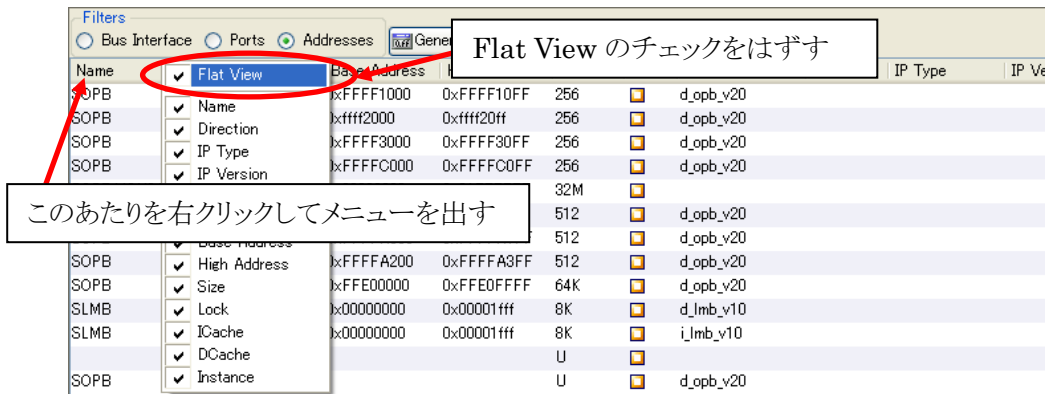 Filters
Bus Interface Ports Addresses Gene
Flat View のチェックをはずす
Name Flat View Base Address H IP Type IP Ve
SOPB 0xFFFF1000 0xFFFF10FF 256 d_opb_v20
Name
SOPB 0xffff2000 0xffff20ff 256 d_opb_v20
Direction
SOPB 0xFFFF3000 0xFFFF30FF 256 d_opb_v20
IP Type
SOPB 0xFFFFC000 0xFFFFC0FF 256 d_opb_v20
IP Version
32M
このあたりを右クリックしてメニューを出す
512 d_opb_v20
Base Address 512 d_opb_v20
SOPB High Address 0xFFFFA200 0xFFFFA3FF 512 d_opb_v20
SOPB Size 0xFFE00000 0xFFE0FFFF 64K d_opb_v20
SLMB Lock 0x00000000 0x00001fff 8K d_lmb_v10
SLMB ICache 0x00000000 0x00001fff 8K i_lmb_v10
DCache U
SOPB Instance U d_opb_v20